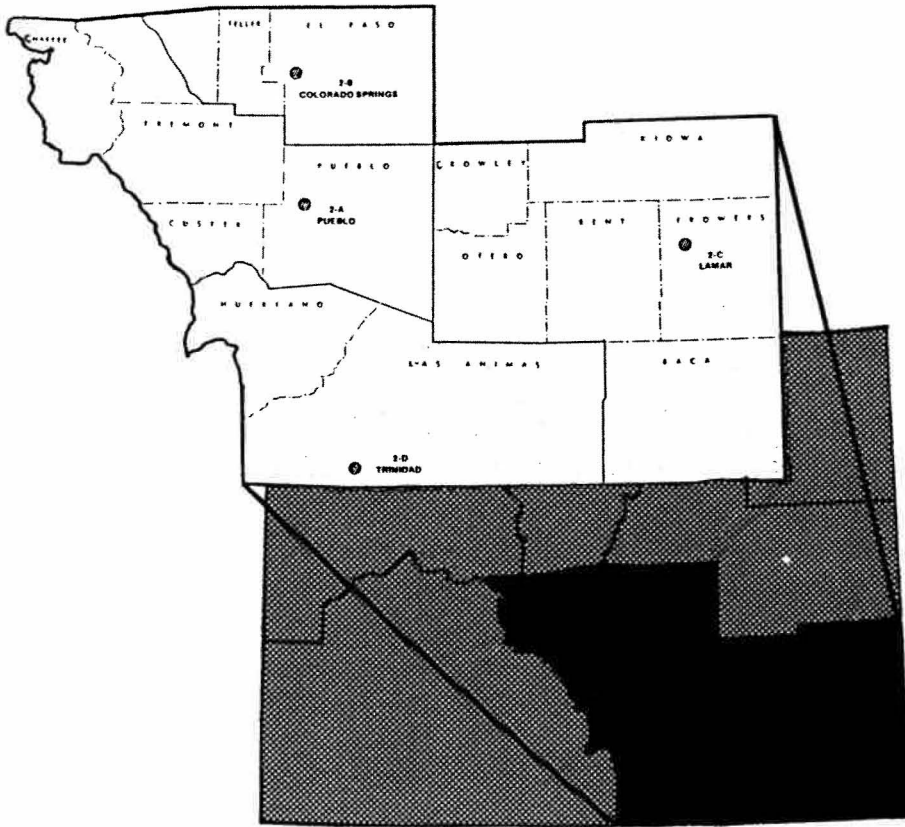 TELLER
EL PASO
CHAFFEE
2-B
COLORADO SPRINGS
FREMONT
KIOWA
CROWLEY
PUEBLO
2-A
PUEBLO
CUSTER
BENT
PROWERS
2-C
LAMAR
OTERO
HUERFANO
LAS ANIMAS
BACA
2-D
TRINIDAD